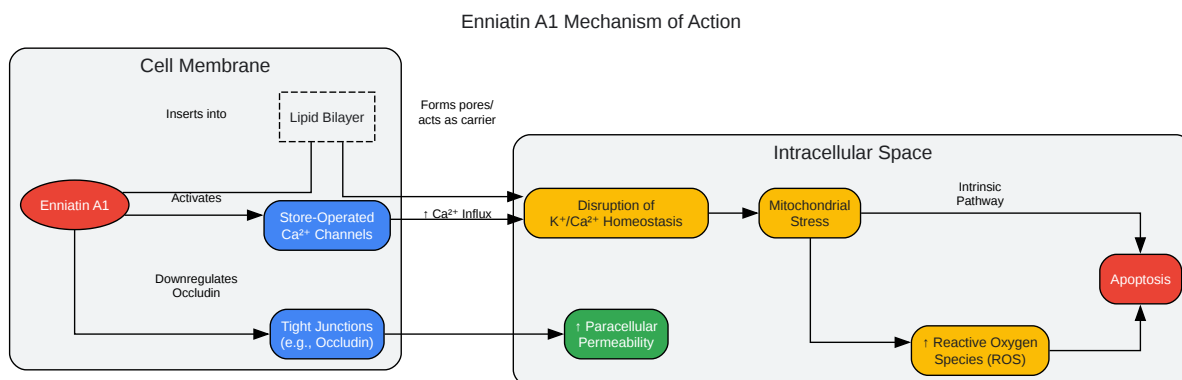 Enniatin A1 Mechanism of Action
Cell Membrane
Inserts into
Lipid Bilayer
Forms pores/
acts as carrier
Intracellular Space
Enniatin A1
Activates
Store-Operated
Ca²⁺ Channels
↑ Ca²⁺ Influx
Disruption of
K⁺/Ca²⁺ Homeostasis
Mitochondrial
Stress
Intrinsic
Pathway
Apoptosis
Downregulates
Occludin
Tight Junctions
(e.g., Occludin)
↑ Paracellular
Permeability
↑ Reactive Oxygen
Species (ROS)